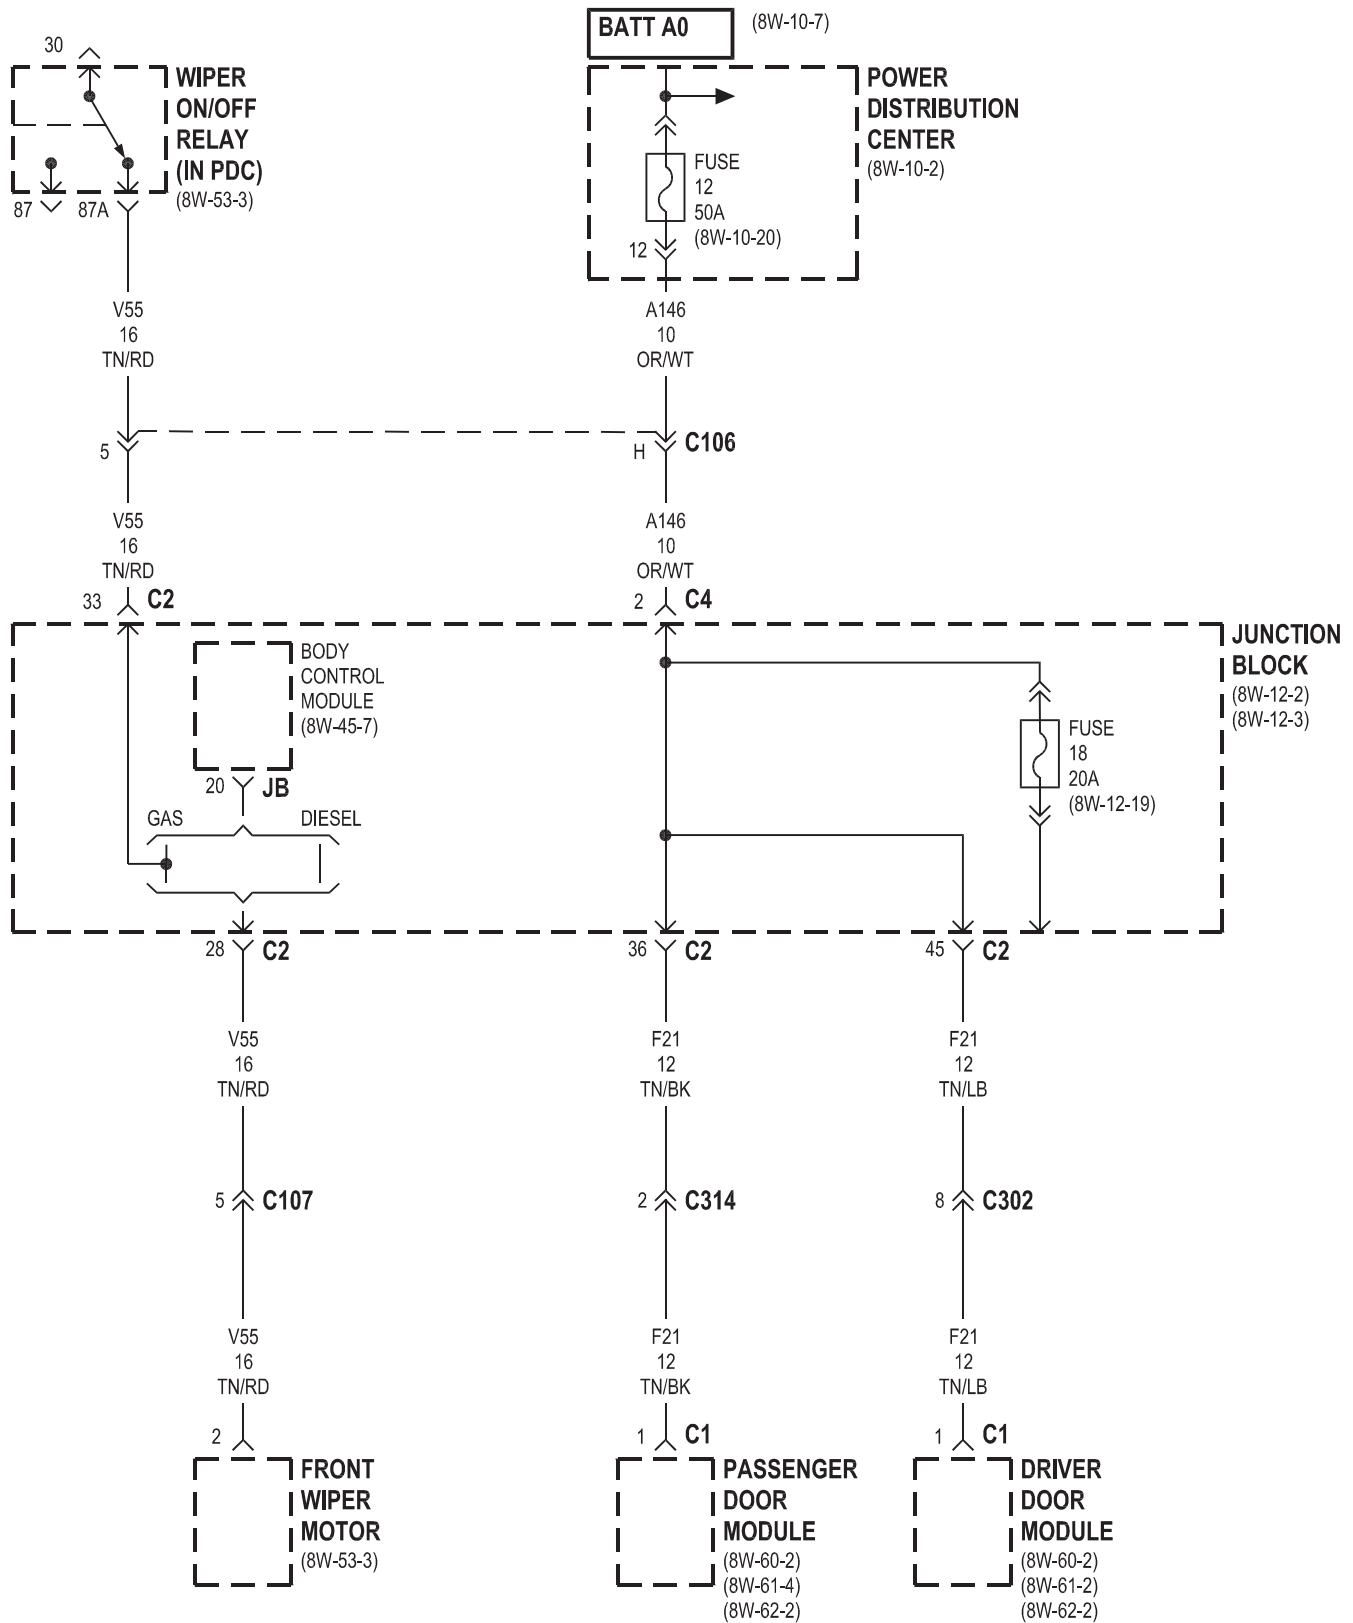 BATT A0
(8W-10-7)
30
WIPER
ON/OFF
RELAY
(IN PDC)
(8W-53-3)
87
87A
POWER
DISTRIBUTION
CENTER
(8W-10-2)
FUSE
12
50A
(8W-10-20)
12
V55
16
TN/RD
A146
10
OR/WT
5
H
C106
V55
16
TN/RD
A146
10
OR/WT
33
C2
2
C4
JUNCTION
BLOCK
(8W-12-2)
(8W-12-3)
BODY
CONTROL
MODULE
(8W-45-7)
20
JB
GAS
DIESEL
FUSE
18
20A
(8W-12-19)
28
C2
36
C2
45
C2
V55
16
TN/RD
F21
12
TN/BK
F21
12
TN/LB
5
C107
2
C314
8
C302
V55
16
TN/RD
F21
12
TN/BK
F21
12
TN/LB
2
1
C1
1
C1
FRONT
WIPER
MOTOR
(8W-53-3)
PASSENGER
DOOR
MODULE
(8W-60-2)
(8W-61-4)
(8W-62-2)
DRIVER
DOOR
MODULE
(8W-60-2)
(8W-61-2)
(8W-62-2)